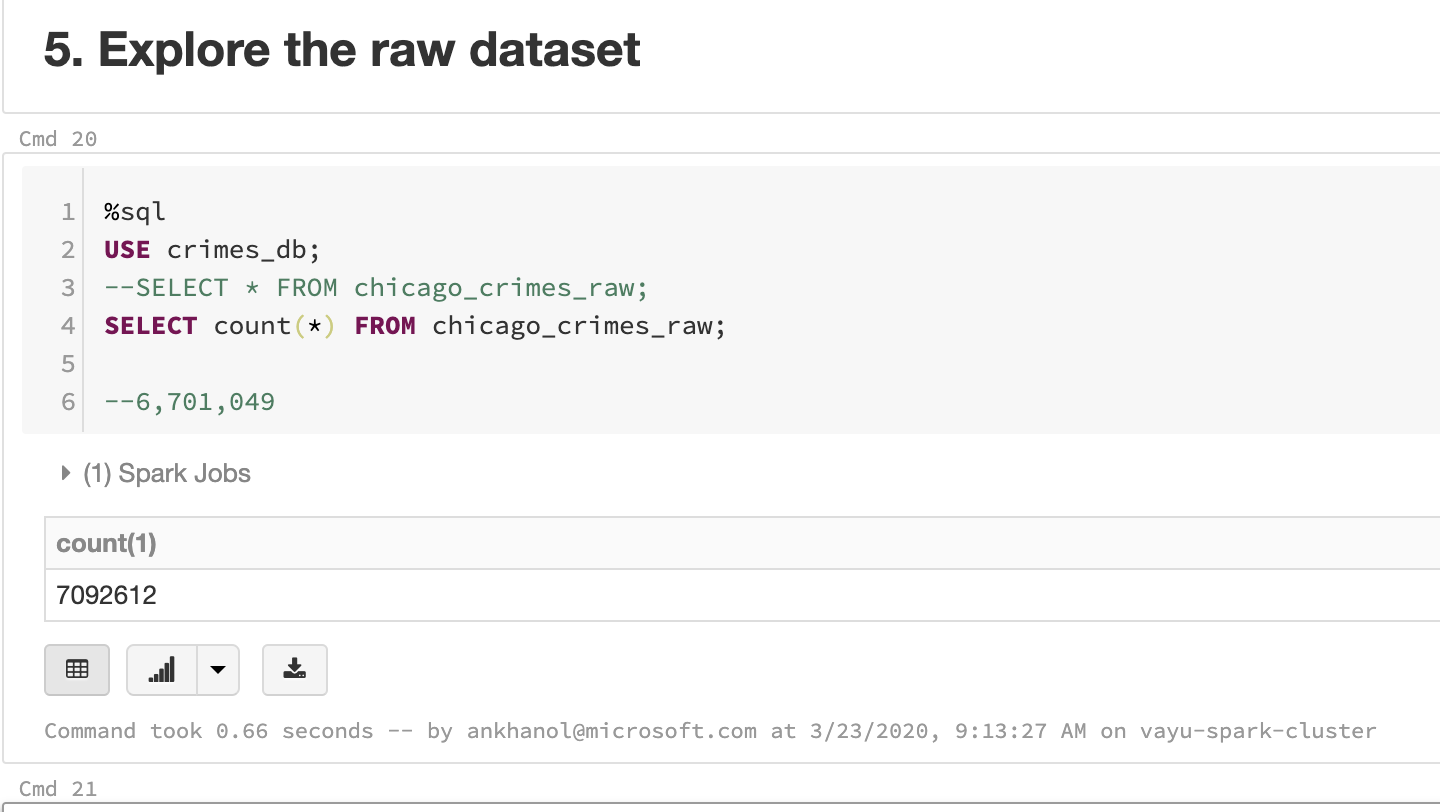 5. Explore the raw dataset
Cmd 20
1 %sql
2 USE crimes_db;
3 --SELECT * FROM chicago_crimes_raw;
4 SELECT count(*) FROM chicago_crimes_raw;
5
6 --6,701,049
(1) Spark Jobs
count(1)
7092612
Command took 0.66 seconds -- by ankhanol@microsoft.com at 3/23/2020, 9:13:27 AM on vayu-spark-cluster
Cmd 21